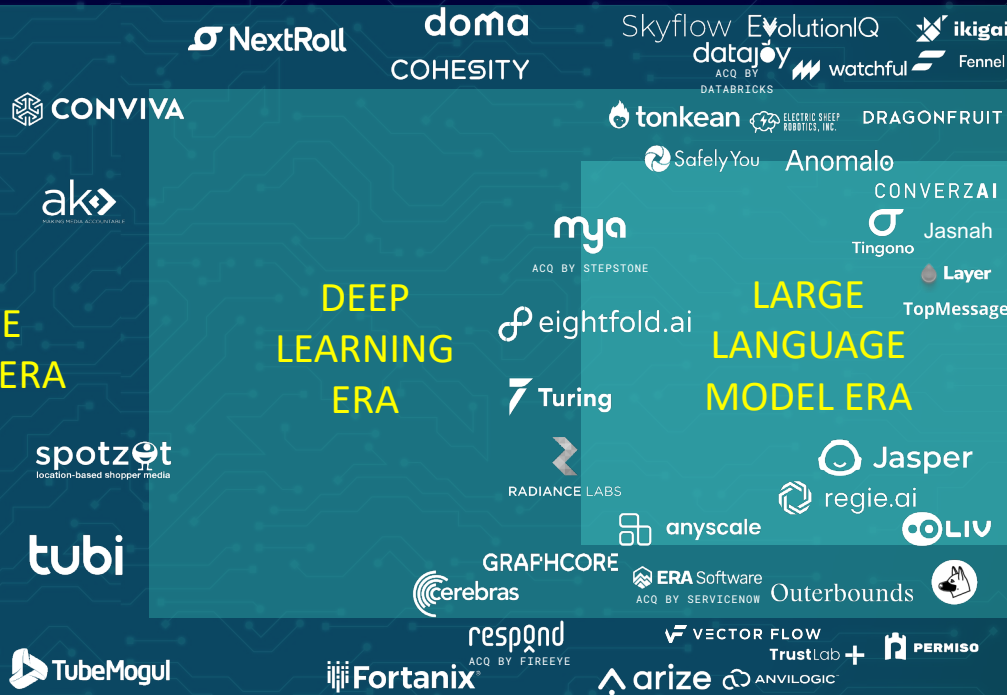 NextRoll
doma
COHESITY
Skyflow
EVolutionIQ
ikigai
datajoy
ACQ BY
DATABRICKS
watchful
Fennel
CONVIVA
tonkean
ELECTRIC SHEEP
ROBOTICS, INC.
DRAGONFRUIT
SafelyYou
Anomalo
ako
MAKING MEDIA ACCOUNTABLE
CONVERZAI
mya
ACQ BY STEPSTONE
Tingono
Jasnah
Layer
TopMessage
E
ERA
DEEP
LEARNING
ERA
eightfold.ai
LARGE
LANGUAGE
MODEL ERA
Turing
spotzot
location-based shopper media
RADIANCE LABS
Jasper
regie.ai
anyscale
OLIV
tubi
GRAPHCORE
cerebras
ERA Software
ACQ BY SERVICENOW
Outerbounds
respond
ACQ BY FIREEYE
VECTOR FLOW
TrustLab
PERMISO
TubeMogul
Fortanix
arize
ANVILOGIC